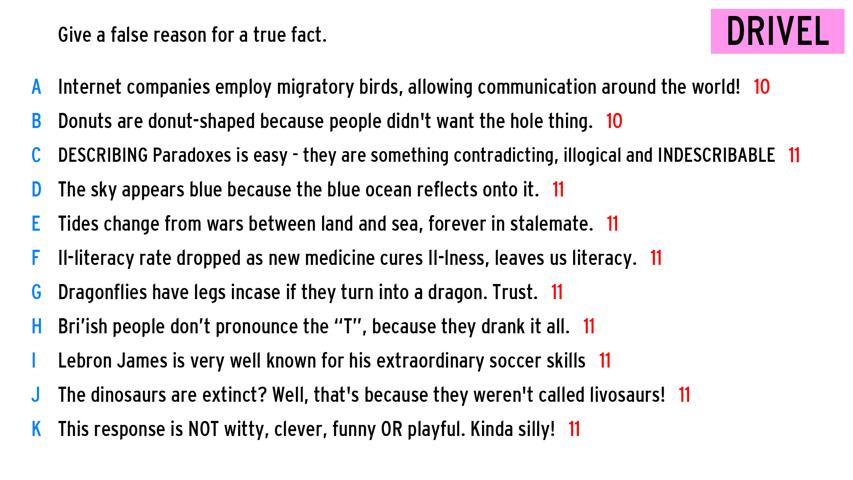 Give a false reason for a true fact.
DRIVEL
A Internet companies employ migratory birds, allowing communication around the world! 10
B Donuts are donut-shaped because people didn't want the hole thing. 10
C DESCRIBING Paradoxes is easy - they are something contradicting, illogical and INDESCRIBABLE 11
D The sky appears blue because the blue ocean reflects onto it. 11
E Tides change from wars between land and sea, forever in stalemate. 11
F Il-literacy rate dropped as new medicine cures Il-lness, leaves us literacy. 11
G Dragonflies have legs incase if they turn into a dragon. Trust. 11
H Bri’ish people don’t pronounce the “T”, because they drank it all. 11
I Lebron James is very well known for his extraordinary soccer skills 11
J The dinosaurs are extinct? Well, that's because they weren't called livosaurs! 11
K This response is NOT witty, clever, funny OR playful. Kinda silly! 11